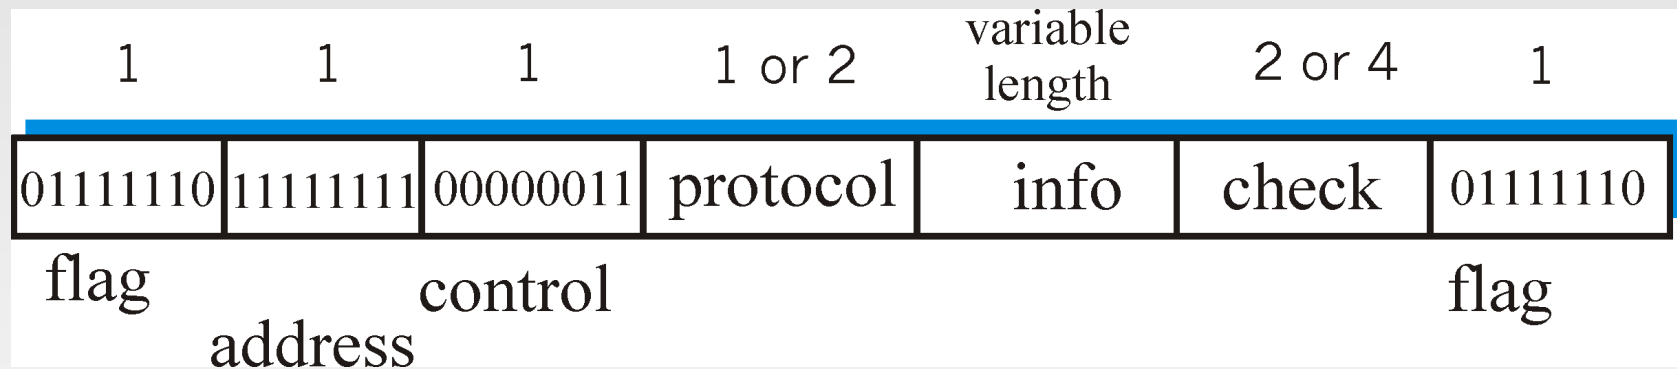 1 1 1 1 or 2 variable length 2 or 4 1
01111110 11111111 00000011 protocol info check 01111110
flag address control flag